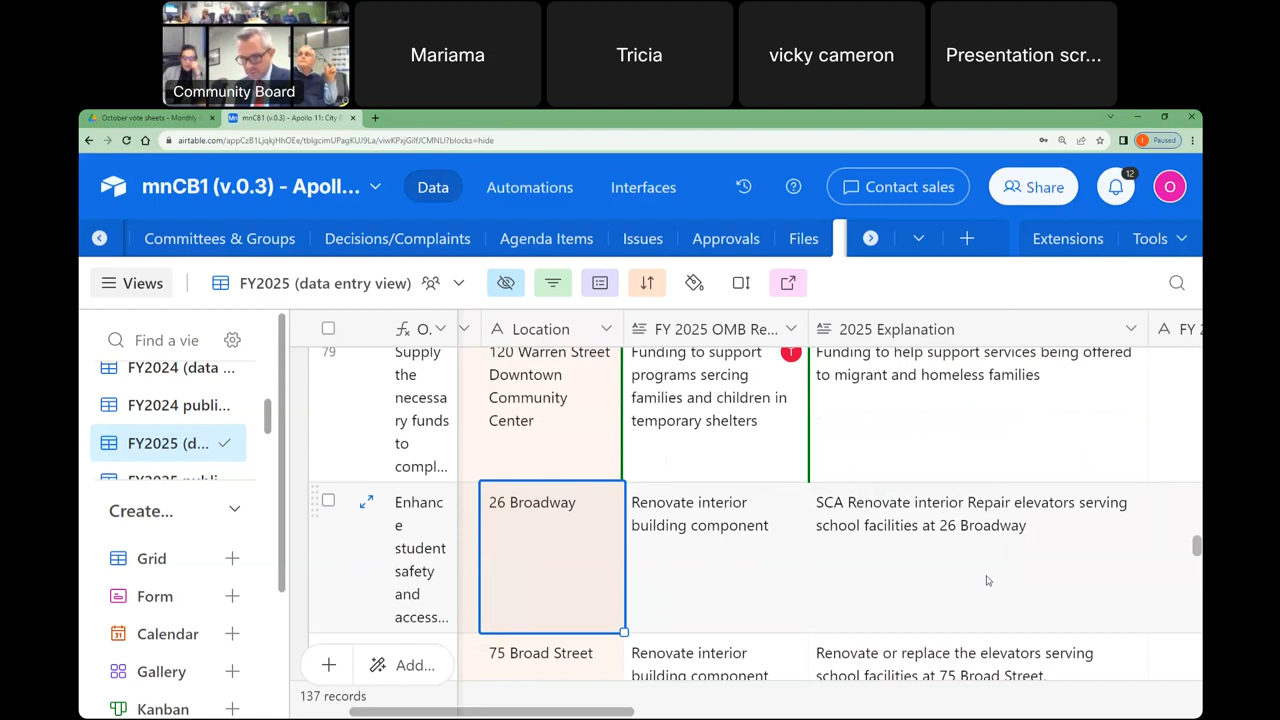 Community Board
Mariama
Tricia
vicky cameron
Presentation scr...
October vote sheets - Monthly
mnCB1 (v.0.3) - Apollo 11: City B
Paused
mnCB1 (v.0.3) - Apoll...
Data
Automations
Interfaces
Contact sales
Share
12
O
Committees & Groups
Decisions/Complaints
Agenda Items
Issues
Approvals
Files
Extensions
Tools
Views
FY2025 (data entry view)
Find a vie
FY2024 (data ...
FY2024 publi...
FY2025 (d...
FY2025 publi...
Create...
Grid
Form
Calendar
Gallery
Kanban
O.
Location
FY 2025 OMB Re...
2025 Explanation
FY 2
79
Supply
the
necessa
ry funds
to
compl...
120 Warren Street
Downtown
Community
Center
Funding to support
programs sercing
families and children in
temporary shelters
T
Funding to help support services being offered
to migrant and homeless families
Enhanc
e
student
safety
and
access...
26 Broadway
Renovate interior
building component
SCA Renovate interior Repair elevators serving
school facilities at 26 Broadway
75 Broad Street
Renovate interior
building component
Renovate or replace the elevators serving
school facilities at 75 Broad Street.
Add...
137 records